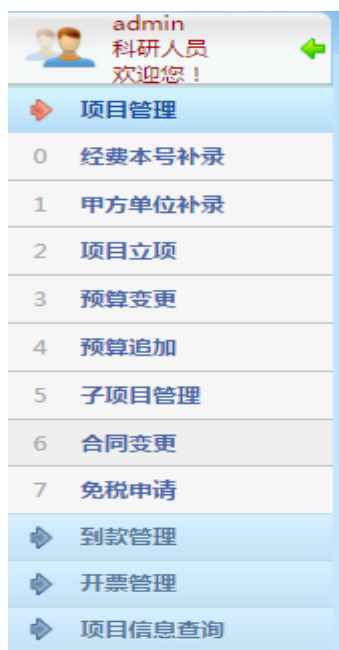 admin
科研人员
欢迎您！
项目管理
0 经费本号补录
1 甲方单位补录
2 项目立项
3 预算变更
4 预算追加
5 子项目管理
6 合同变更
7 免税申请
到款管理
开票管理
项目信息查询